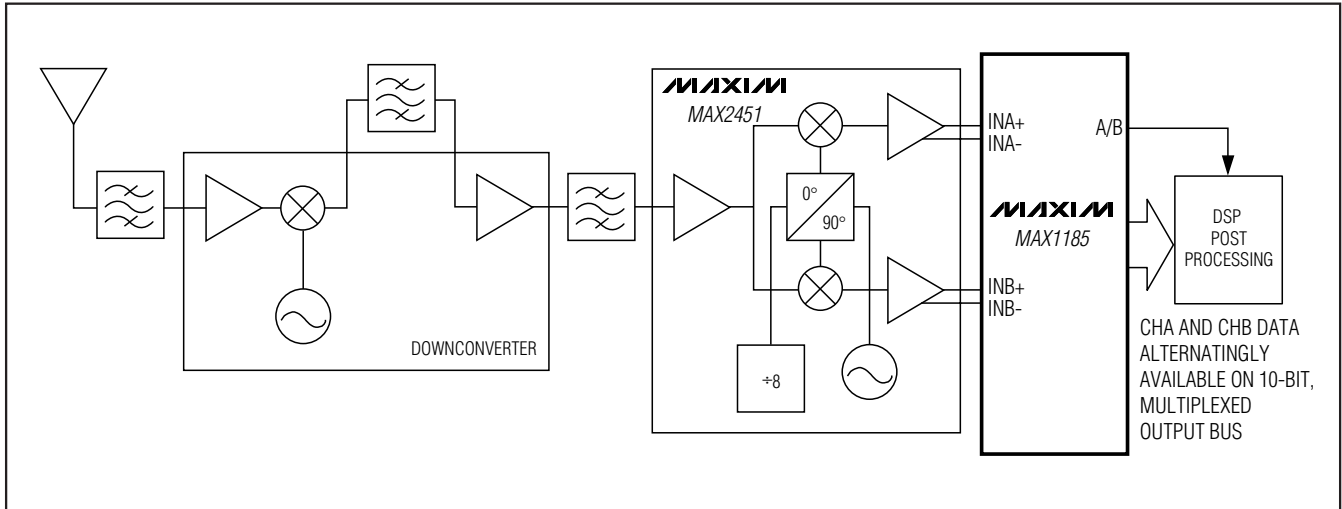 MAXIM
MAX2451
INA+
INA-
A/B
0°
90°
MAXIM
MAX1185
DSP
POST
PROCESSING
INB+
INB-
DOWNCONVERTER
÷8
CHA AND CHB DATA
ALTERNATINGLY
AVAILABLE ON 10-BIT,
MULTIPLEXED
OUTPUT BUS